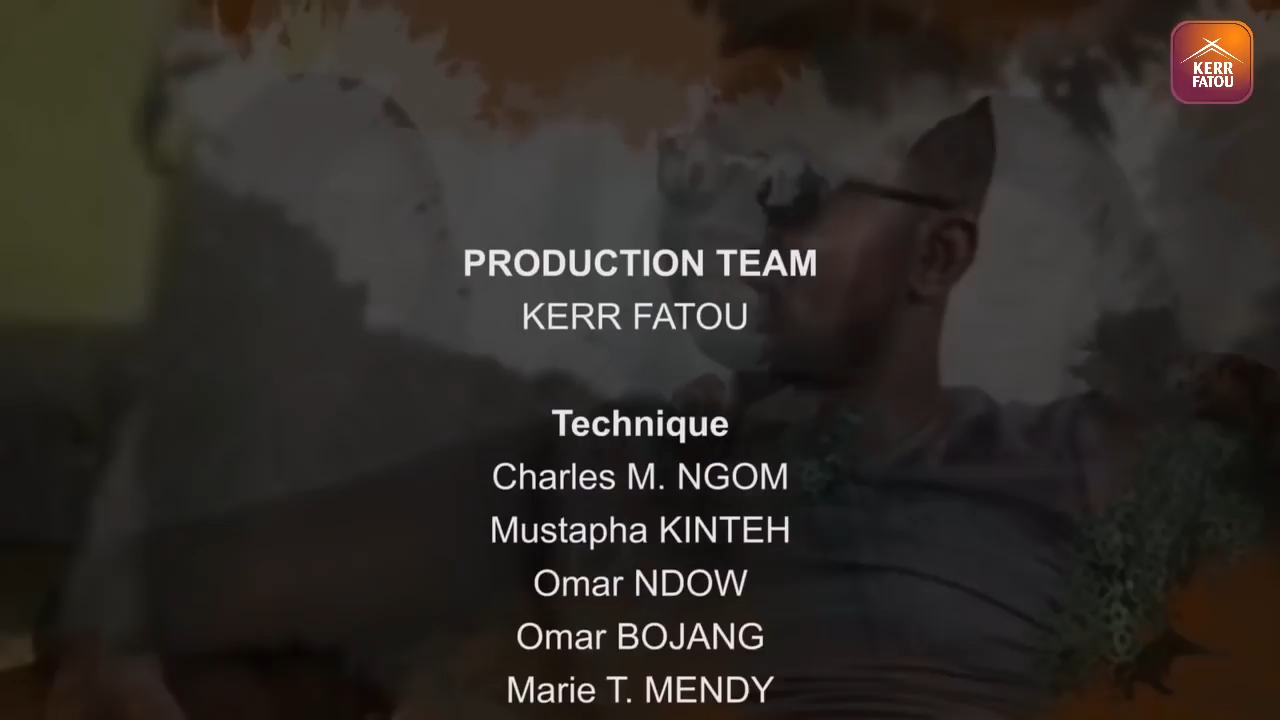 KERR
FATOU
PRODUCTION TEAM
KERR FATOU
Technique
Charles M. NGOM
Mustapha KINTEH
Omar NDOW
Omar BOJANG
Marie T. MENDY